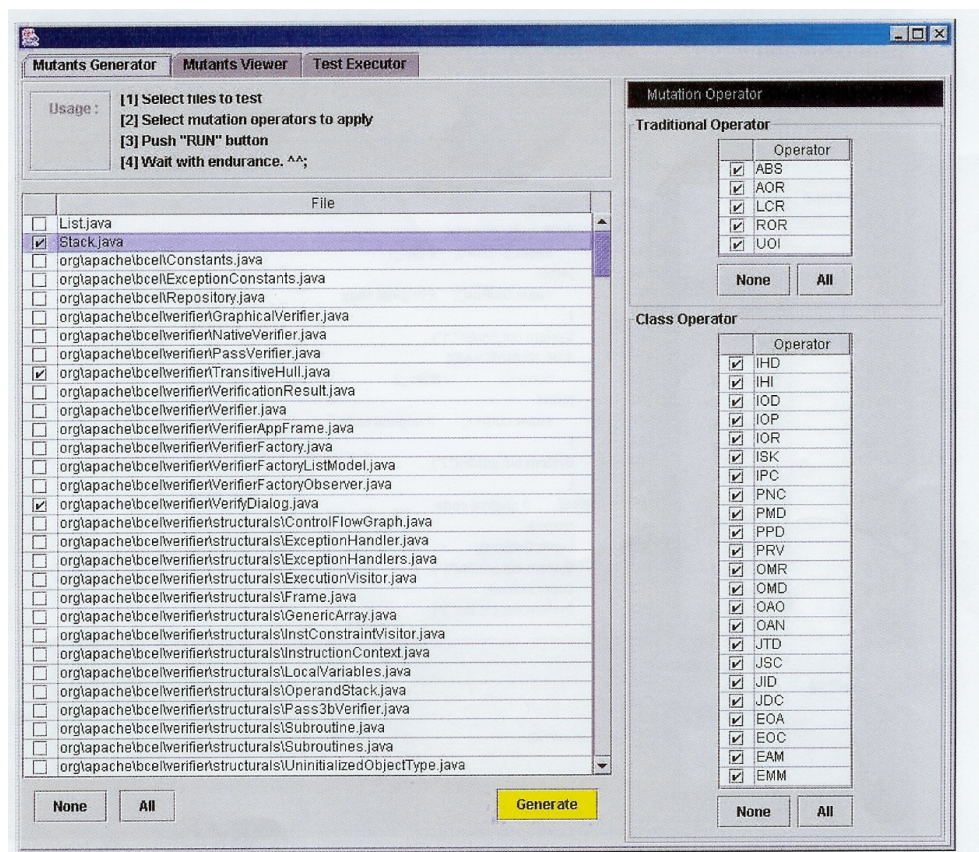 Mutants Generator
Mutants Viewer
Test Executor
Usage :
[1] Select files to test
[2] Select mutation operators to apply
[3] Push "RUN" button
[4] Wait with endurance. ^^;
File
List.java
Stack.java
org\apache\bcel\Constants.java
org\apache\bcel\ExceptionConstants.java
org\apache\bcel\Repository.java
org\apache\bcel\verifier\GraphicalVerifier.java
org\apache\bcel\verifier\NativeVerifier.java
org\apache\bcel\verifier\PassVerifier.java
org\apache\bcel\verifier\TransitiveHull.java
org\apache\bcel\verifier\VerificationResult.java
org\apache\bcel\verifier\Verifier.java
org\apache\bcel\verifier\VerifierAppFrame.java
org\apache\bcel\verifier\VerifierFactory.java
org\apache\bcel\verifier\VerifierFactoryListModel.java
org\apache\bcel\verifier\VerifierFactoryObserver.java
org\apache\bcel\verifier\VerifyDialog.java
org\apache\bcel\verifier\structurals\ControlFlowGraph.java
org\apache\bcel\verifier\structurals\ExceptionHandler.java
org\apache\bcel\verifier\structurals\ExceptionHandlers.java
org\apache\bcel\verifier\structurals\ExecutionVisitor.java
org\apache\bcel\verifier\structurals\Frame.java
org\apache\bcel\verifier\structurals\GenericArray.java
org\apache\bcel\verifier\structurals\InstConstraintVisitor.java
org\apache\bcel\verifier\structurals\InstructionContext.java
org\apache\bcel\verifier\structurals\LocalVariables.java
org\apache\bcel\verifier\structurals\OperandStack.java
org\apache\bcel\verifier\structurals\Pass3bVerifier.java
org\apache\bcel\verifier\structurals\Subroutine.java
org\apache\bcel\verifier\structurals\Subroutines.java
org\apache\bcel\verifier\structurals\UninitializedObjectType.java
None
All
Generate
Mutation Operator
Traditional Operator
Operator
ABS
AOR
LCR
ROR
UOI
None
All
Class Operator
Operator
IHD
IHI
IOD
IOP
IOR
ISK
IPC
PNC
PMD
PPD
PRV
OMR
OMD
OAO
OAN
JTD
JSC
JID
JDC
EOA
EOC
EAM
EMM
None
All